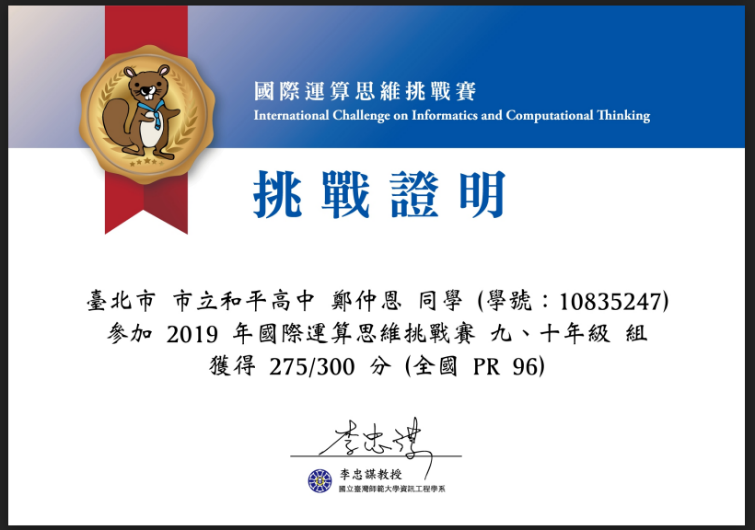 國際運算思維挑戰賽
International Challenge on Informatics and Computational Thinking
挑戰證明
臺北市 市立和平高中 鄭仲恩 同學 (學號：10835247)
參加 2019 年國際運算思維挑戰賽 九、十年級 組
獲得 275/300 分 (全國 PR 96)
李忠謀
李忠謀教授
國立臺灣師範大學資訊工程學系